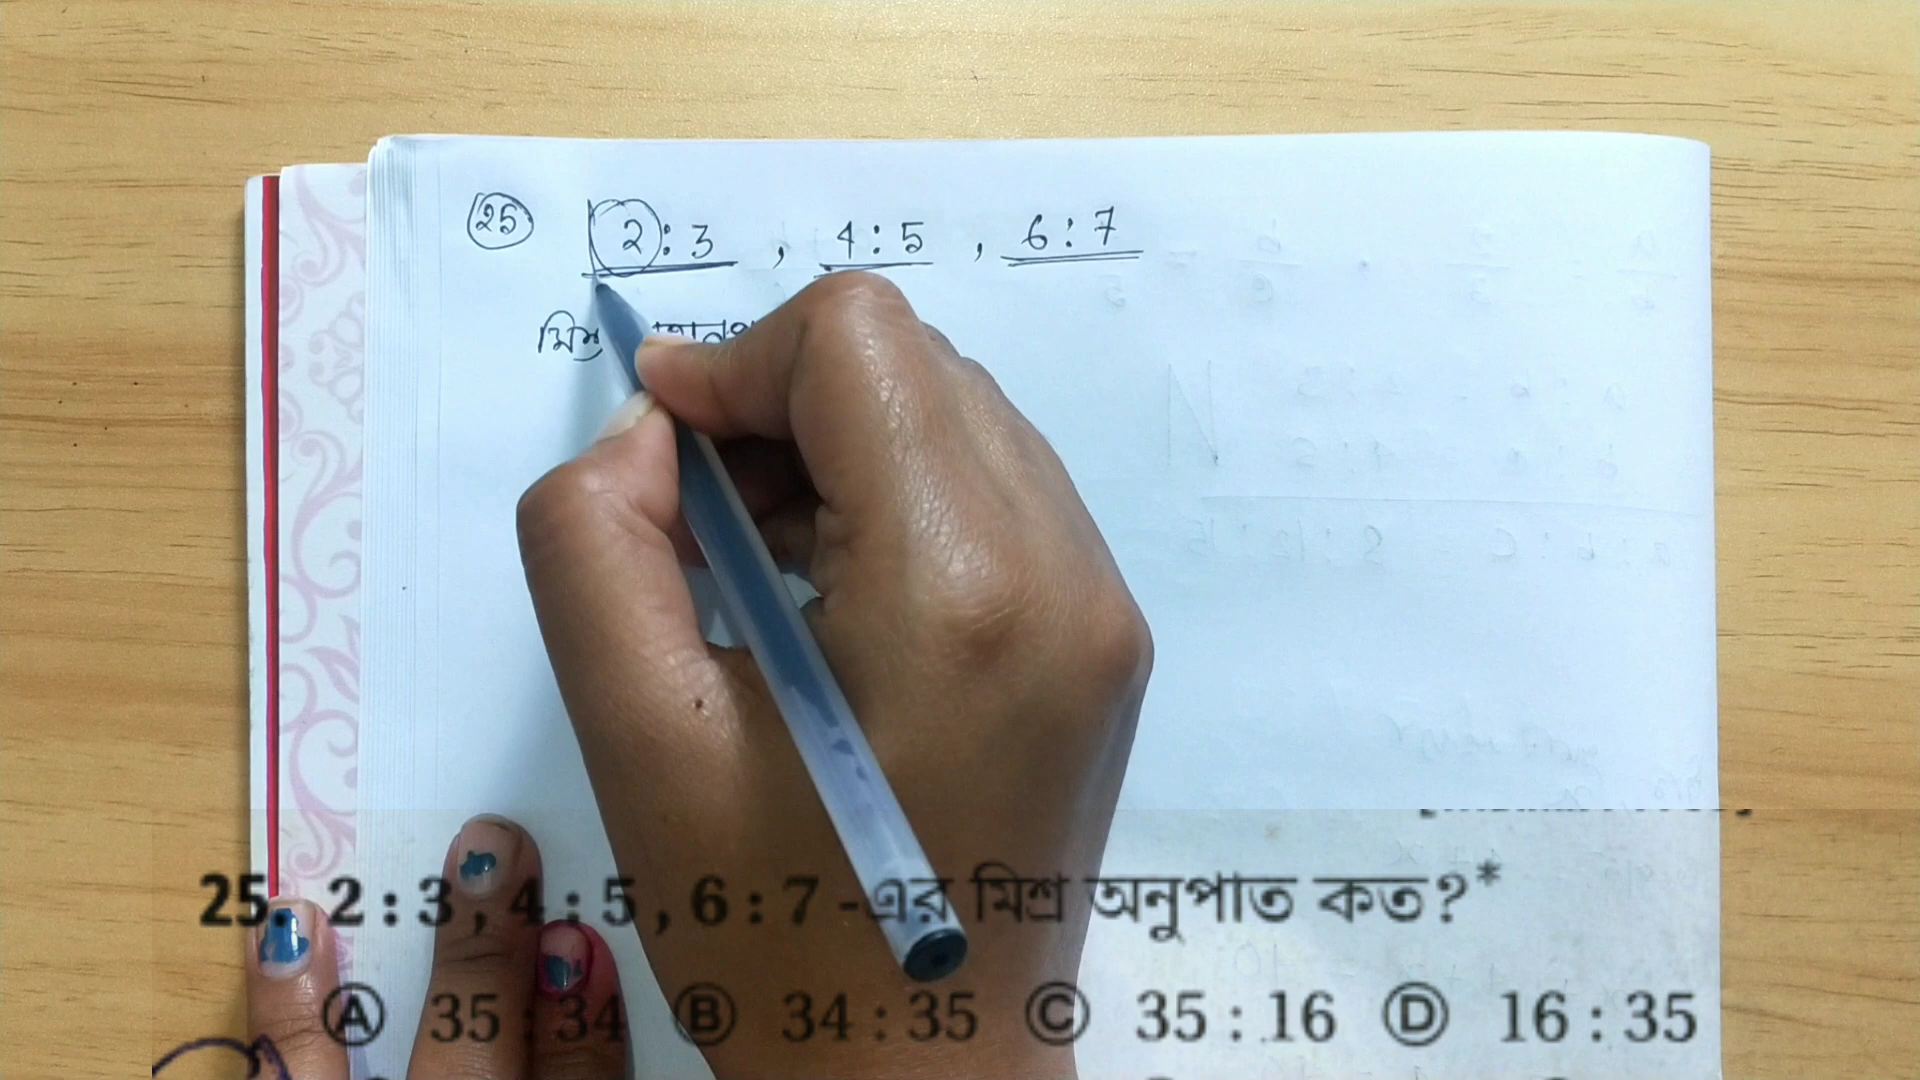 25 2:3 , 4:5 , 6:7
মিশ্র
25. 2 : 3 , 4 : 5 , 6 : 7 -এর মিশ্র অনুপাত কত?*
Ⓐ 35 : 34 Ⓑ 34 : 35 Ⓒ 35 : 16 Ⓓ 16 : 35